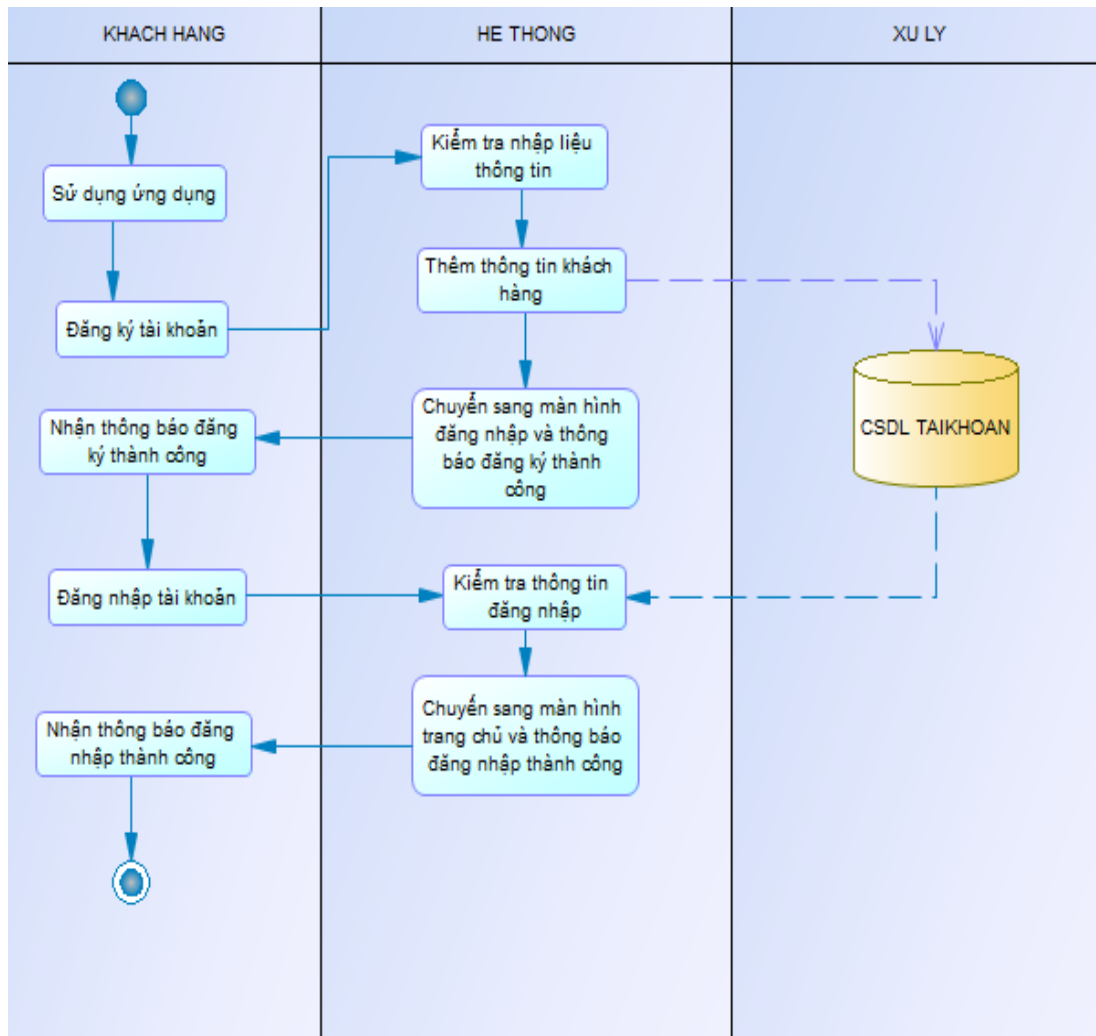 KHACH HANG
HE THONG
XU LY
Sử dụng ứng dụng
Đăng ký tài khoản
Kiểm tra nhập liệu
thông tin
Thêm thông tin khách
hàng
Chuyển sang màn hình
đăng nhập và thông
báo đăng ký thành
công
CSDL TAIKHOAN
Nhận thông báo đăng
ký thành công
Đăng nhập tài khoản
Kiểm tra thông tin
đăng nhập
Chuyển sang màn hình
trang chủ và thông báo
đăng nhập thành công
Nhận thông báo đăng
nhập thành công